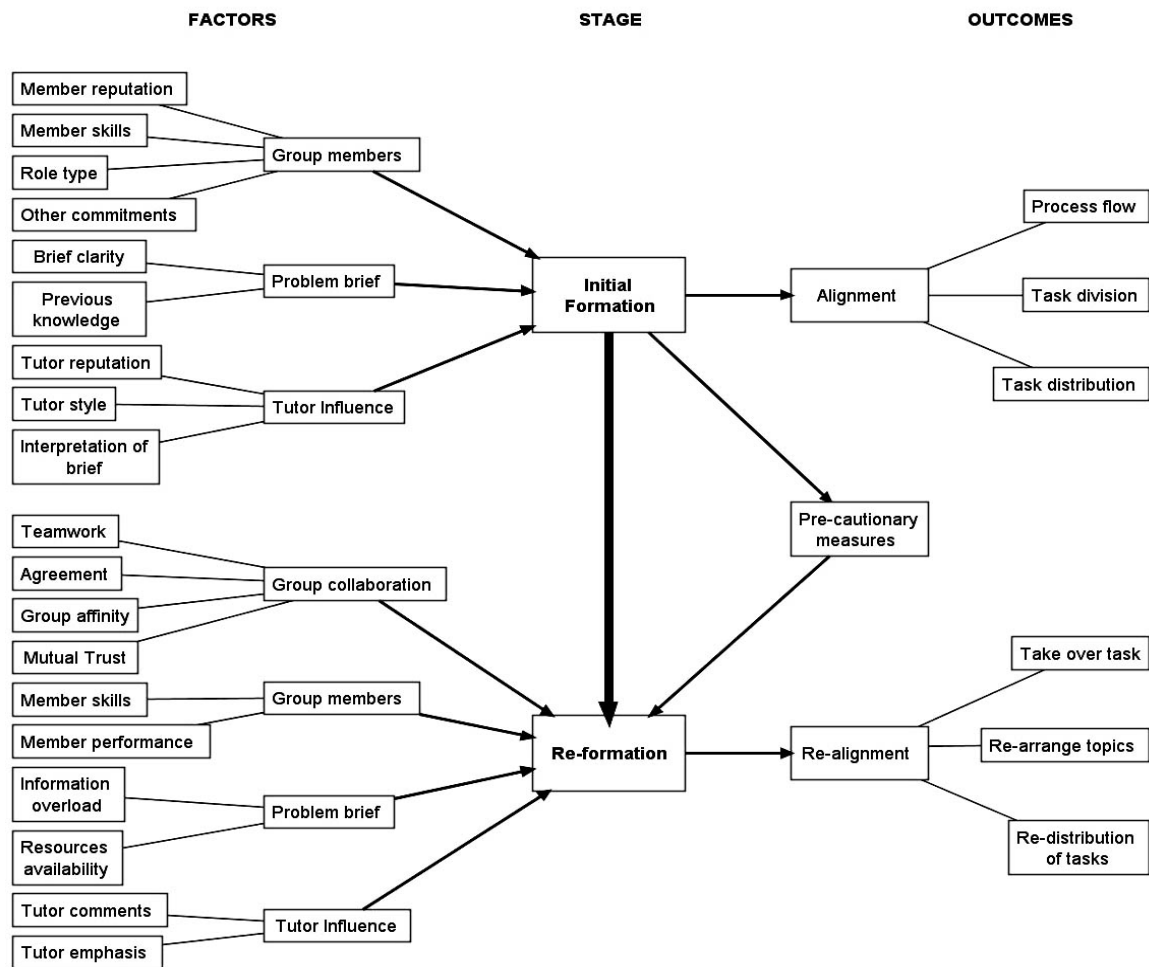 FACTORS
STAGE
OUTCOMES
Member reputation
Member skills
Role type
Other commitments
Group members
Brief clarity
Previous
knowledge
Problem brief
Tutor reputation
Tutor style
Interpretation of
brief
Tutor Influence
Initial
Formation
Alignment
Process flow
Task division
Task distribution
Pre-cautionary
measures
Teamwork
Agreement
Group affinity
Mutual Trust
Group collaboration
Member skills
Member performance
Group members
Information
overload
Resources
availability
Problem brief
Tutor comments
Tutor emphasis
Tutor Influence
Re-formation
Re-alignment
Take over task
Re-arrange topics
Re-distribution
of tasks